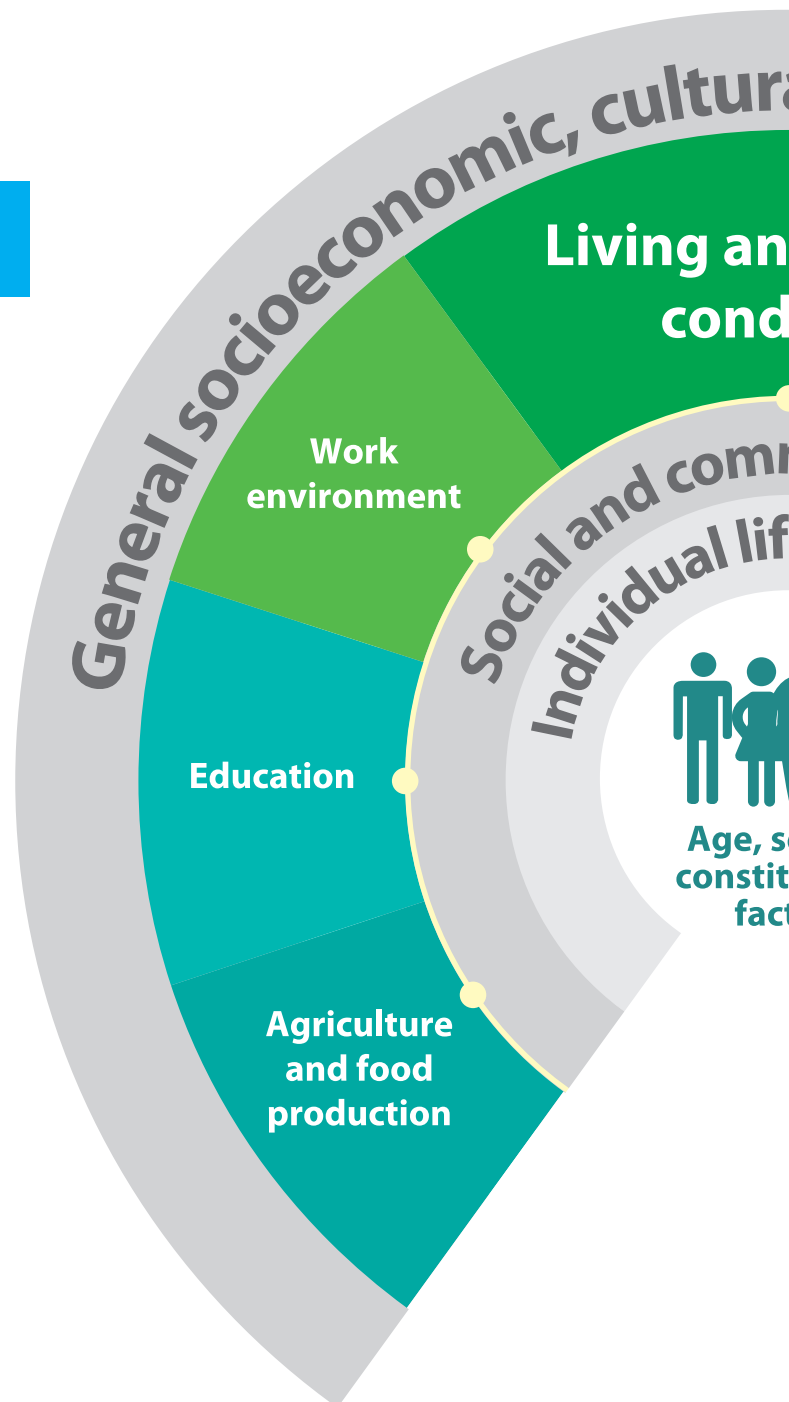 General socioeconomic, cultura
Living an
cond
Work
environment
Social and com
Individual lif
Education
Age, s
constit
fact
Agriculture
and food
production